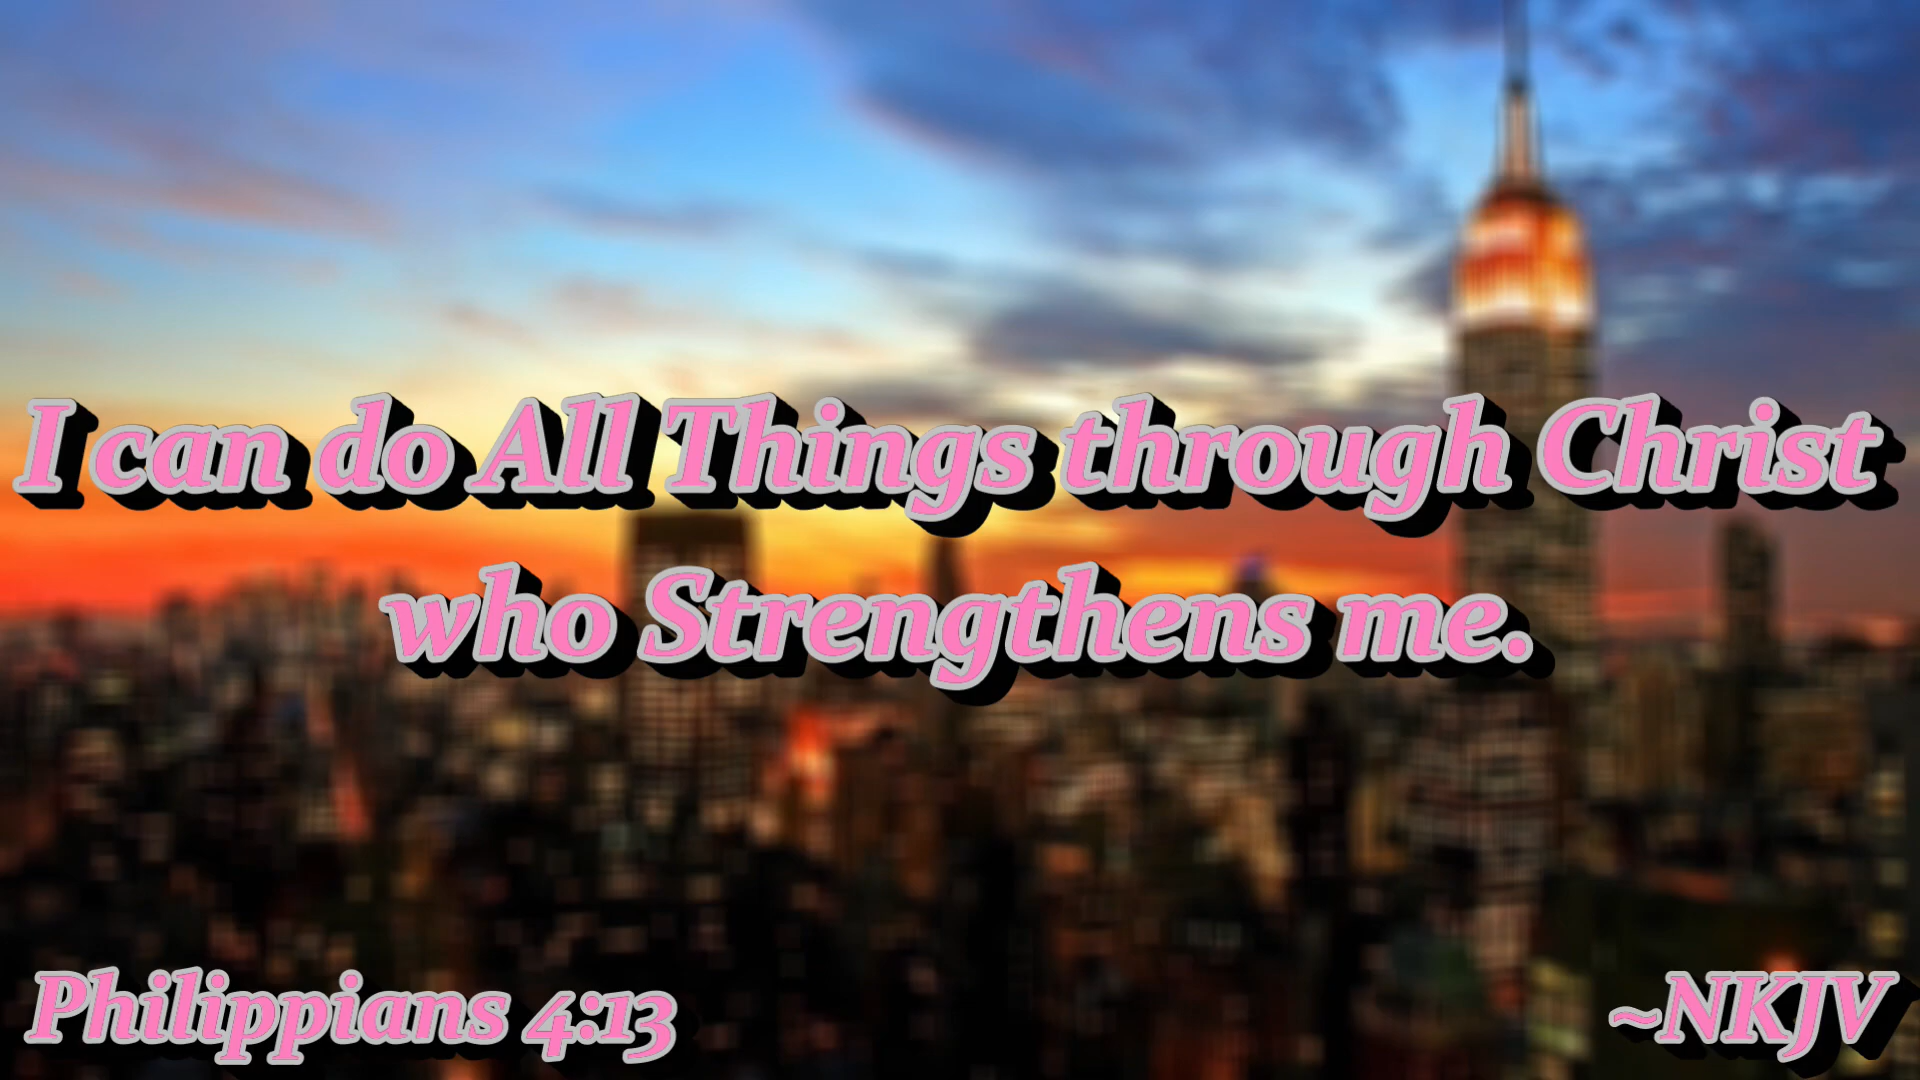 I can do All Things through Christ
who Strengthens me.
Philippians 4:13
~NKJV